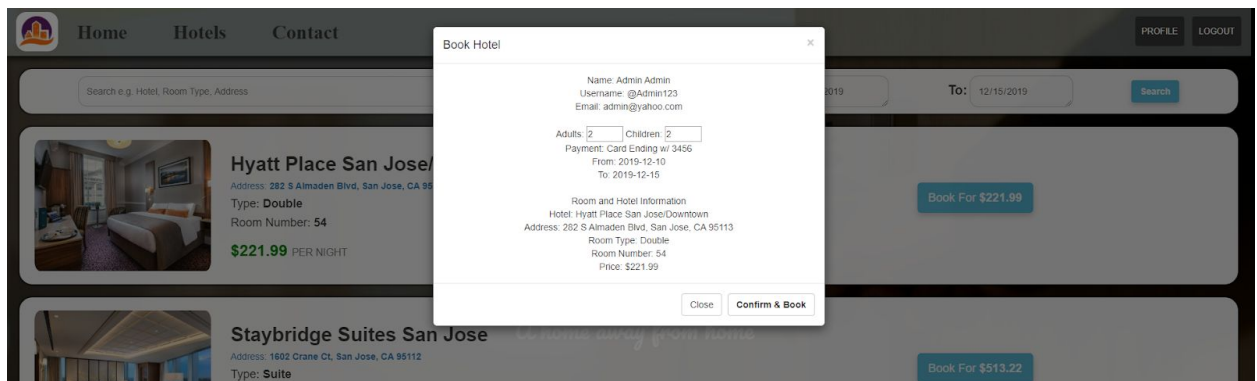 Home Hotels Contact
PROFILE LOGOUT
Search e.g. Hotel, Room Type, Address
2019
To: 12/15/2019
Search
Book Hotel ×
Name: Admin Admin
Username: @Admin123
Email: admin@yahoo.com
Adults: 2 Children: 2
Payment: Card Ending w/ 3456
From: 2019-12-10
To: 2019-12-15
Room and Hotel Information
Hotel: Hyatt Place San Jose/Downtown
Address: 282 S Almaden Blvd, San Jose, CA 95113
Room Type: Double
Room Number: 54
Price: $221.99
Close Confirm & Book
Hyatt Place San Jose/
Address: 282 S Almaden Blvd, San Jose, CA 95
Type: Double
Room Number: 54
$221.99 PER NIGHT
Book For $221.99
Staybridge Suites San Jose
Address: 1602 Crane Ct, San Jose, CA 95112
Type: Suite
Book For $513.22
a home away from home